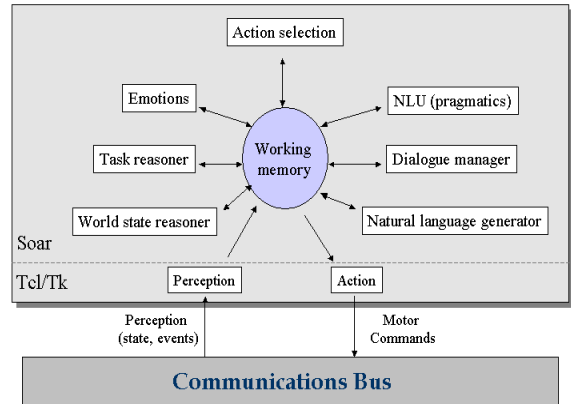 Action selection
Emotions
NLU (pragmatics)
Working
memory
Task reasoner
Dialogue manager
World state reasoner
Natural language generator
Soar
Tcl/Tk
Perception
Action
Perception
(state, events)
Motor
Commands
Communications Bus